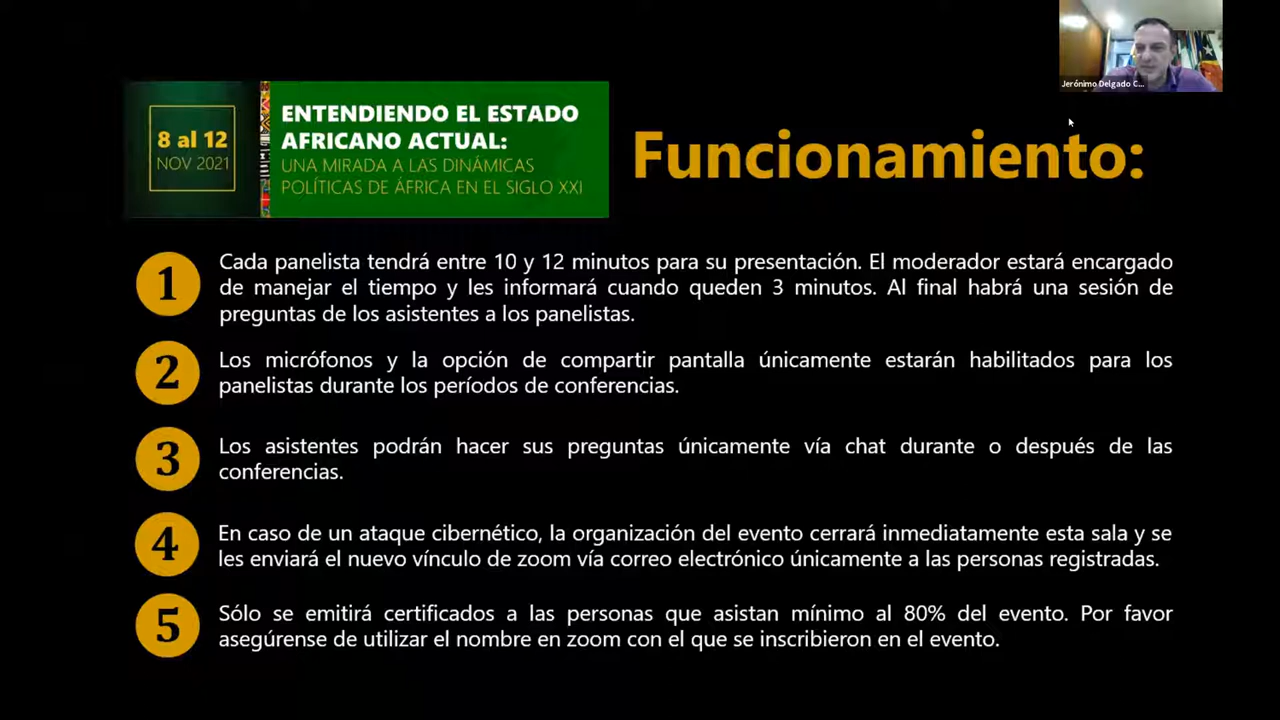 Jerónimo Delgado C...
8 al 12
NOV 2021
ENTENDIENDO EL ESTADO
AFRICANO ACTUAL:
UNA MIRADA A LAS DINÁMICAS
POLÍTICAS DE ÁFRICA EN EL SIGLO XXI
Funcionamiento:
1
Cada panelista tendrá entre 10 y 12 minutos para su presentación. El moderador estará encargado
de manejar el tiempo y les informará cuando queden 3 minutos. Al final habrá una sesión de
preguntas de los asistentes a los panelistas.
2
Los micrófonos y la opción de compartir pantalla únicamente estarán habilitados para los
panelistas durante los períodos de conferencias.
3
Los asistentes podrán hacer sus preguntas únicamente vía chat durante o después de las
conferencias.
4
En caso de un ataque cibernético, la organización del evento cerrará inmediatamente esta sala y se
les enviará el nuevo vínculo de zoom vía correo electrónico únicamente a las personas registradas.
5
Sólo se emitirá certificados a las personas que asistan mínimo al 80% del evento. Por favor
asegúrense de utilizar el nombre en zoom con el que se inscribieron en el evento.